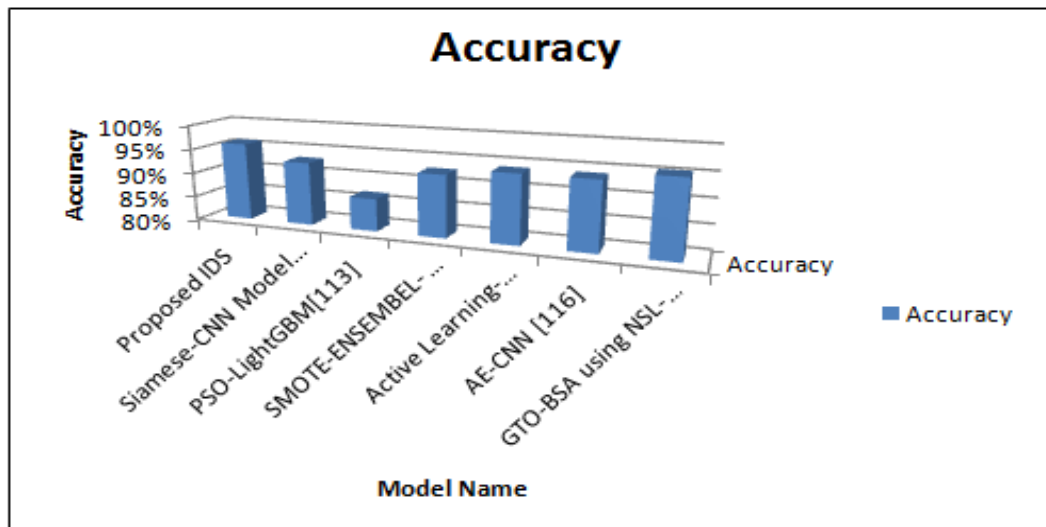 Accuracy
Accuracy
100%
95%
90%
85%
80%
Proposed IDS
Siamese-CNN Model...
PSO-LightGBM[113]
SMOTE-ENSEMBEL- ...
Active Learning-...
AE-CNN [116]
GTO-BSA using NSL-...
Accuracy
Accuracy
Model Name